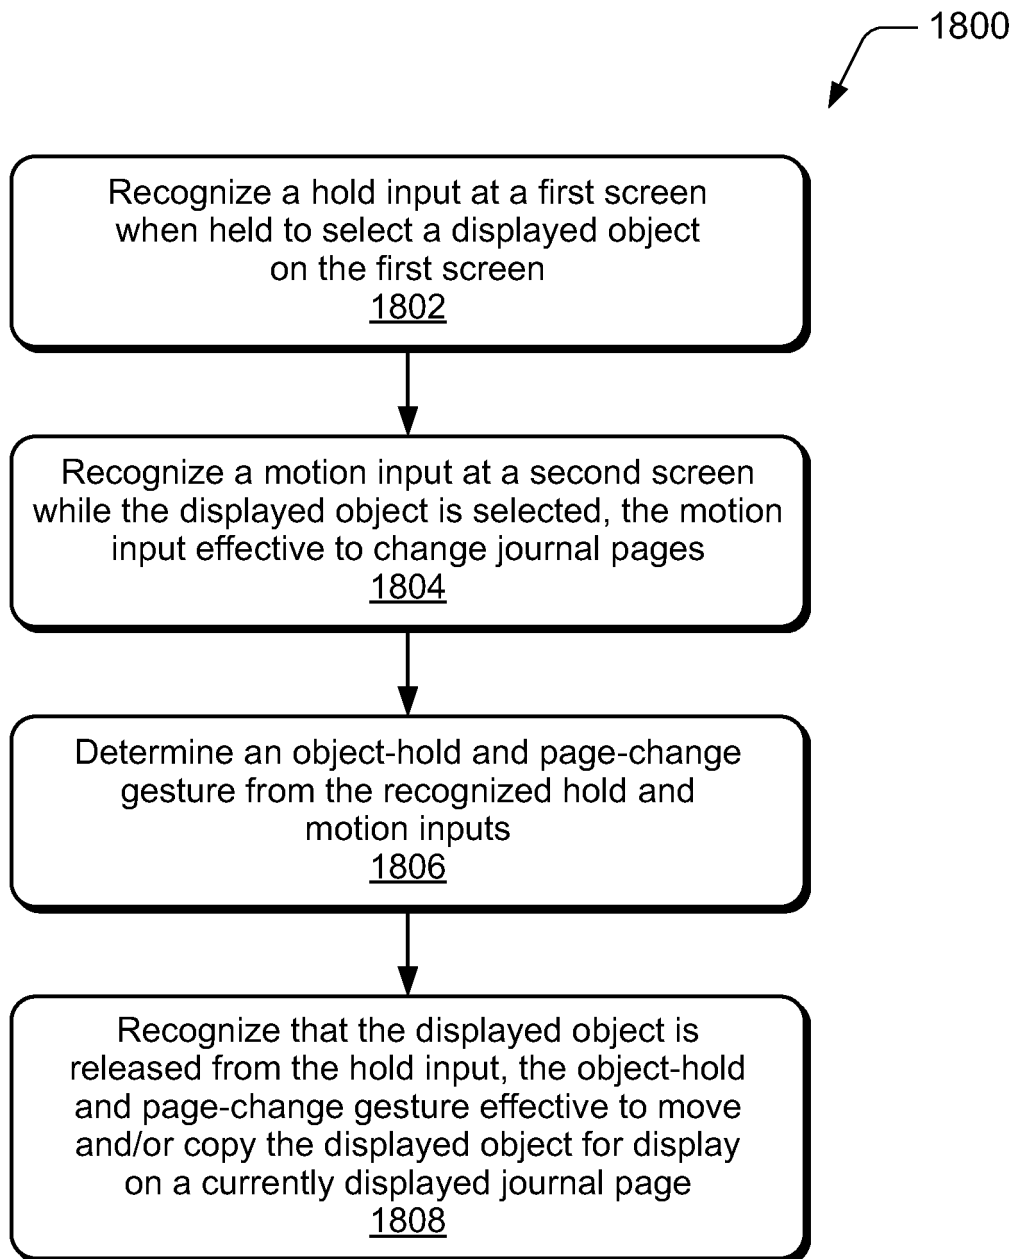 1800
Recognize a hold input at a first screen
when held to select a displayed object
on the first screen
1802
Recognize a motion input at a second screen
while the displayed object is selected, the motion
input effective to change journal pages
1804
Determine an object-hold and page-change
gesture from the recognized hold and
motion inputs
1806
Recognize that the displayed object is
released from the hold input, the object-hold
and page-change gesture effective to move
and/or copy the displayed object for display
on a currently displayed journal page
1808